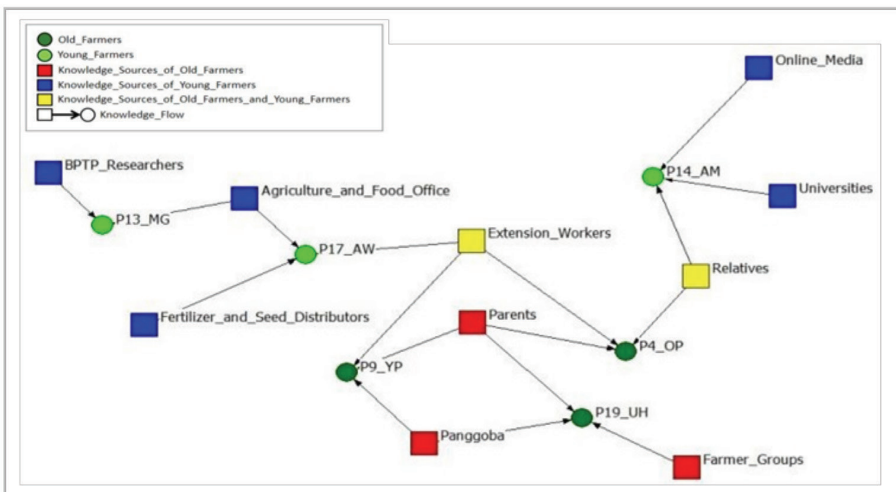 Old_Farmers
Young_Farmers
Knowledge_Sources_of_Old_Farmers
Knowledge_Sources_of_Young_Farmers
Knowledge_Sources_of_Old_Farmers_and_Young_Farmers
Knowledge_Flow
Online_Media
BPTP_Researchers
P14_AM
Agriculture_and_Food_Office
Universities
P13_MG
Extension_Workers
P17_AW
Relatives
Fertilizer_and_Seed_Distributors
Parents
P4_OP
P9_YP
P19_UH
Panggoba
Farmer_Groups